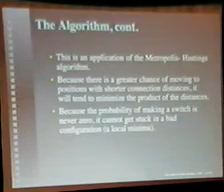 The Algorithm, cont.
• This is an application of the Metropolis- Hastings
algorithm.
• Because there is a greater chance of moving to
positions with shorter connection distances, it
will tend to minimize the product of the distances.
• Because the probability of making a switch is
never zero, it cannot get stuck in a bad
configuration (a local minima).